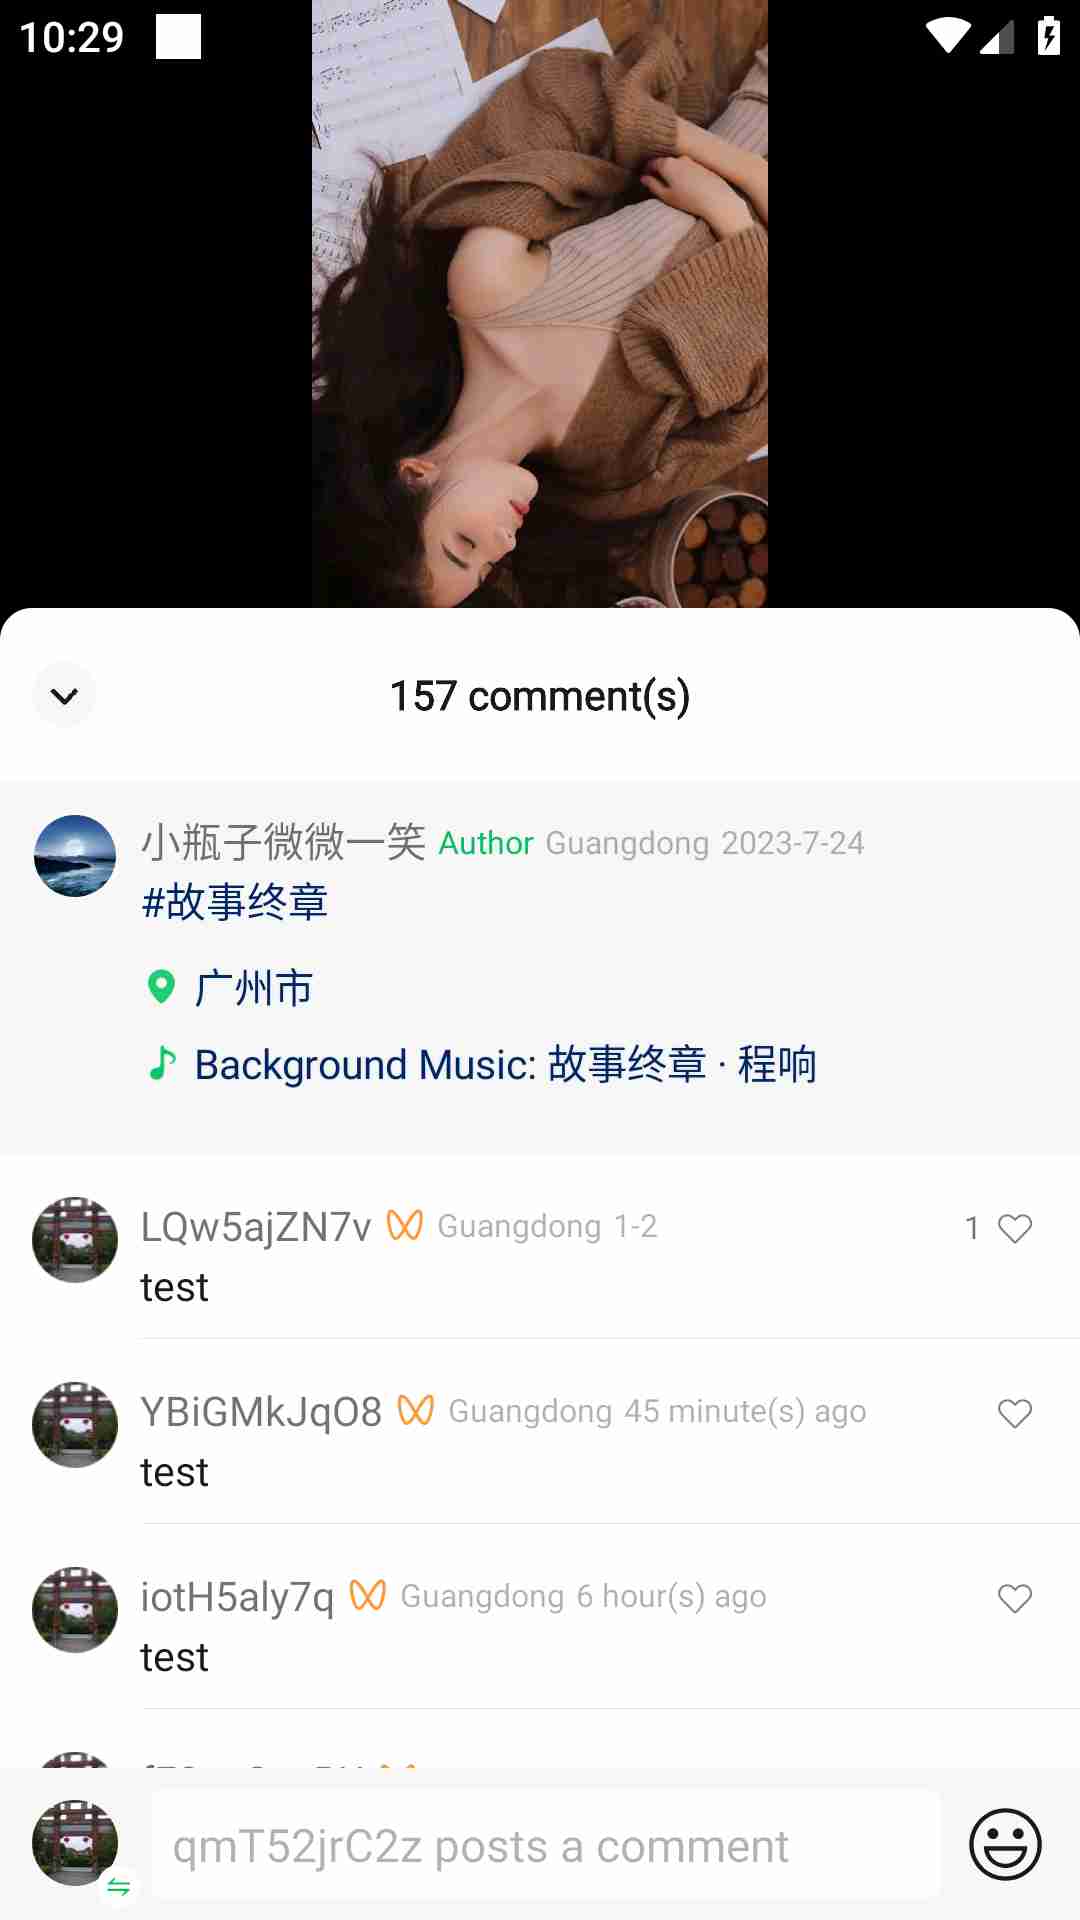 10:29
157 comment(s)
小瓶子微微一笑 Author Guangdong 2023-7-24
#故事终章
广州市
Background Music: 故事终章 · 程响
LQw5ajZN7v Guangdong 1-2 1
test
YBiGMkJqO8 Guangdong 45 minute(s) ago
test
iotH5aly7q Guangdong 6 hour(s) ago
test
qmT52jrC2z posts a comment